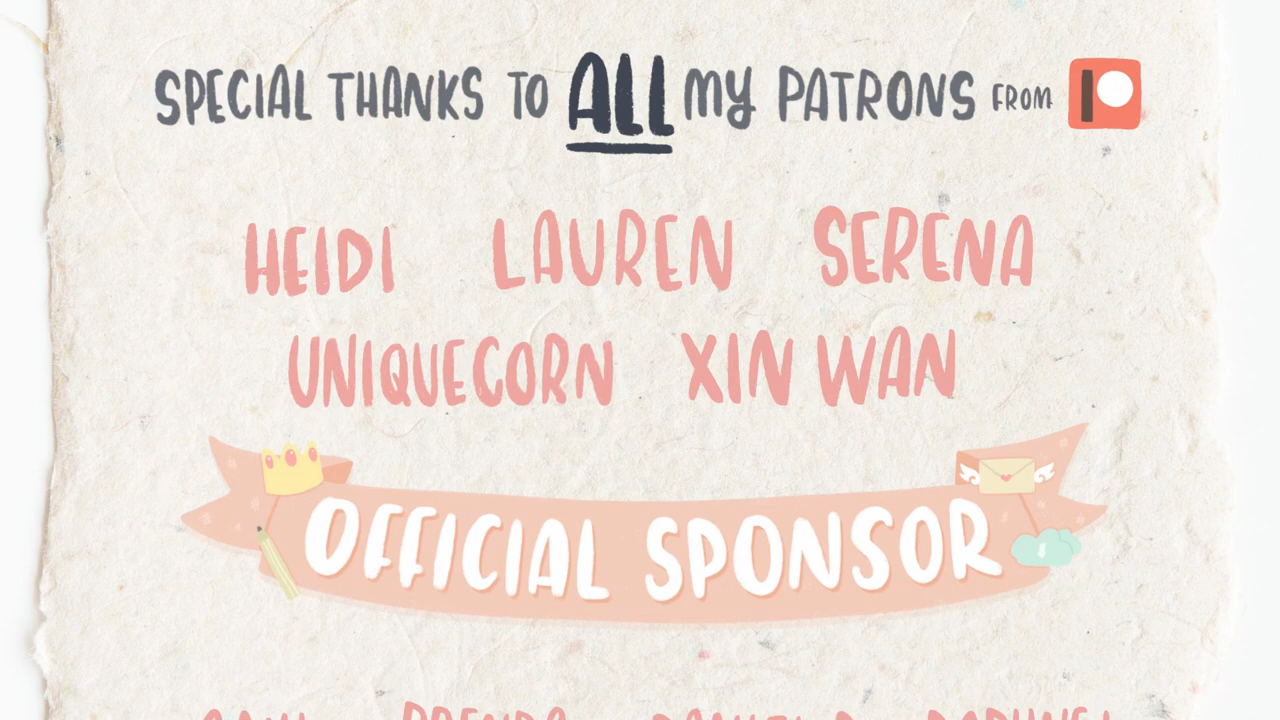 SPECIAL THANKS TO ALL MY PATRONS FROM
HEIDI LAUREN SERENA
UNIQUECORN XIN WAN
OFFICIAL SPONSOR